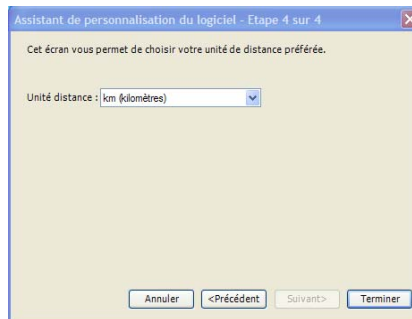 Assistant de personnalisation du logiciel - Etape 4 sur 4
Cet écran vous permet de choisir votre unité de distance préférée.
Unité distance : km (kilomètres)
Annuler <Précédent Suivant> Terminer